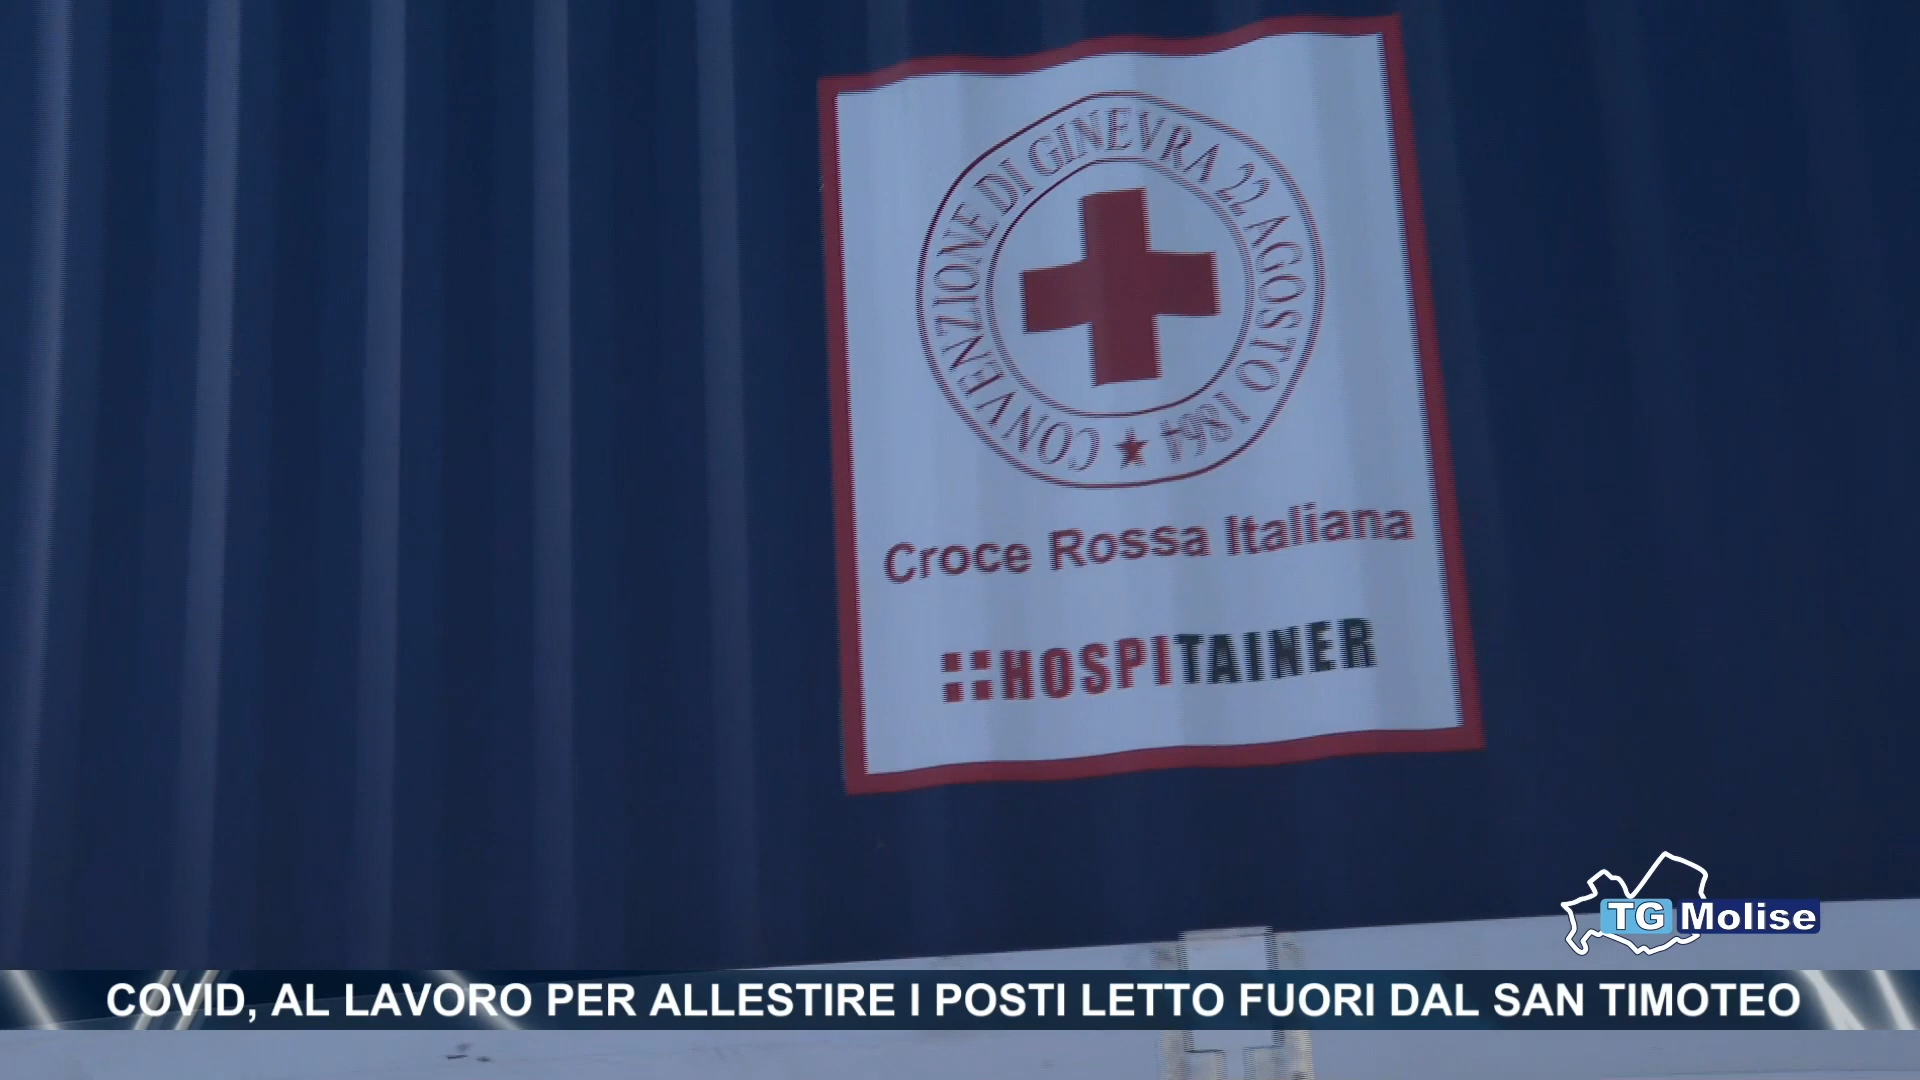 CONVENZIONE DI GINEVRA 22 AGOSTO 1864
Croce Rossa Italiana
HOSPITAINER
TG Molise
COVID, AL LAVORO PER ALLESTIRE I POSTI LETTO FUORI DAL SAN TIMOTEO